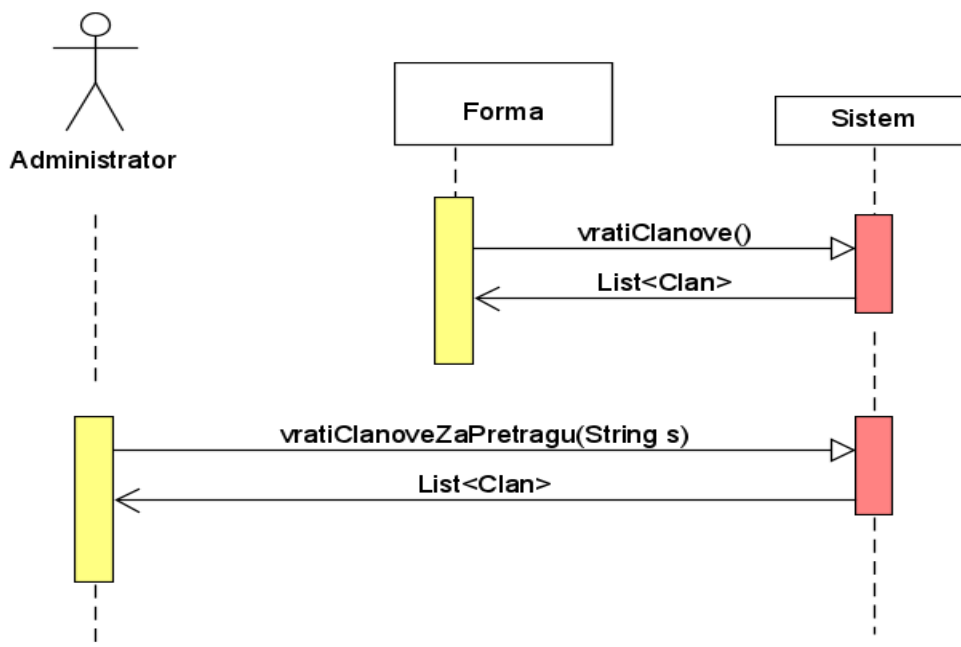 Administrator
Forma
Sistem
vratiClanove()
List<Clan>
vratiClanoveZaPretragu(String s)
List<Clan>